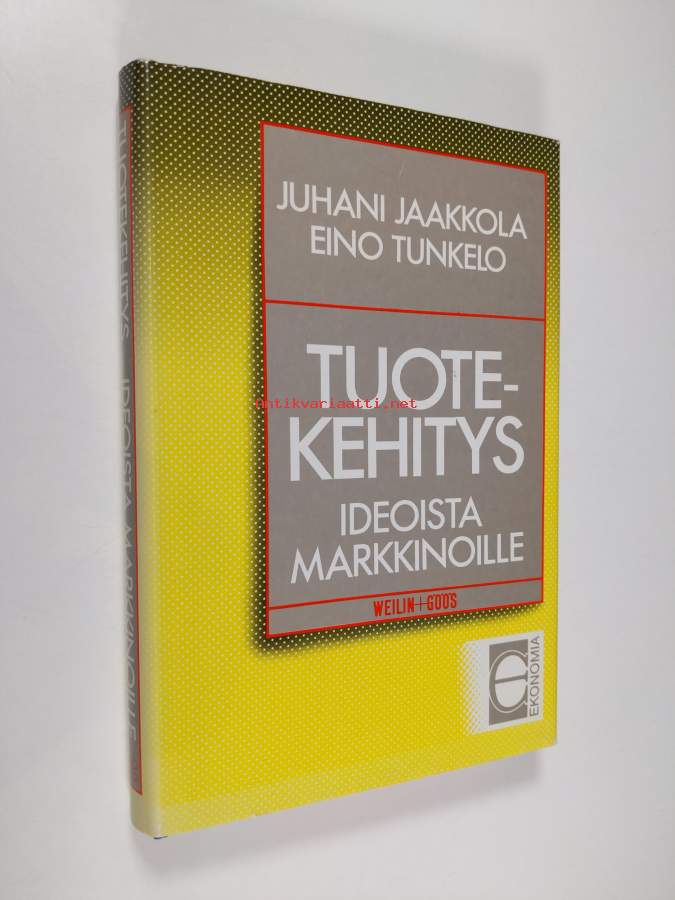 JUHANI JAAKKOLA
EINO TUNKELO
TUOTE-
KEHITYS
IDEOISTA
MARKKINOILLE
WEILIN+GÖÖS
e
EKONOMIA
TUOTEKEHITYS IDEOISTA MARKKINOILLE
antikvariaatti.net